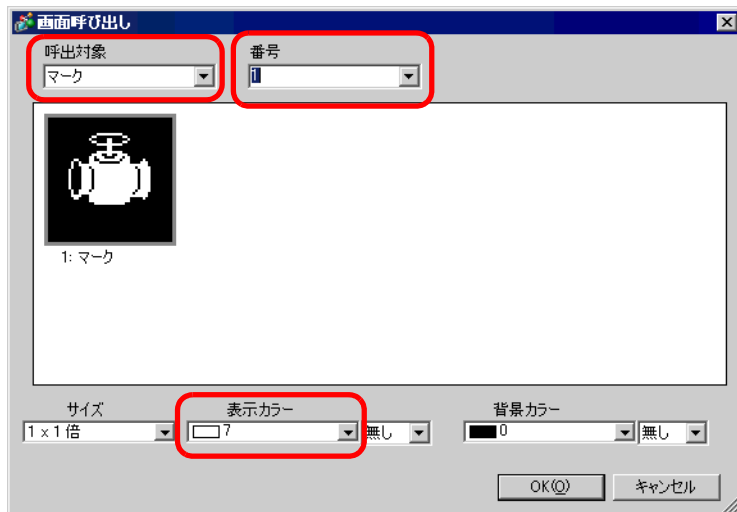 画面呼び出し
呼出対象 番号
マーク 1
1: マーク
サイズ 表示カラー 背景カラー
1 x 1 倍 7 無し 0 無し
OK(O) キャンセル